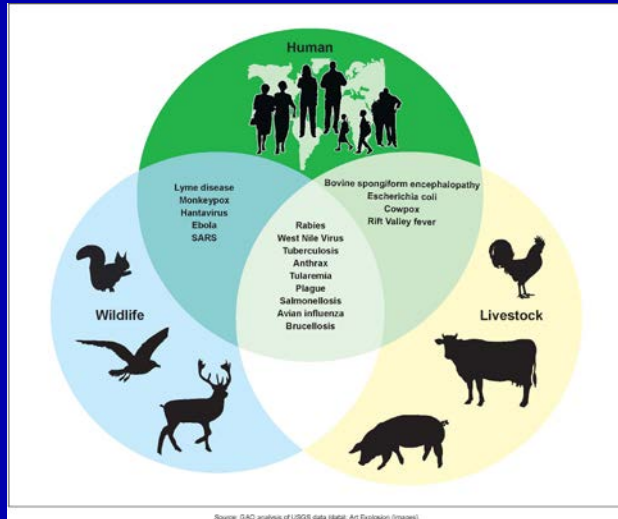 Human
Lyme disease
Monkeypox
Hantavirus
Ebola
SARS
Bovine spongiform encephalopathy
Escherichia coli
Cowpox
Rift Valley fever
Rabies
West Nile Virus
Tuberculosis
Anthrax
Tularemia
Plague
Salmonellosis
Avian influenza
Brucellosis
Wildlife
Livestock
Source: GAO analysis of USGS data (data); Art Explosion (images)